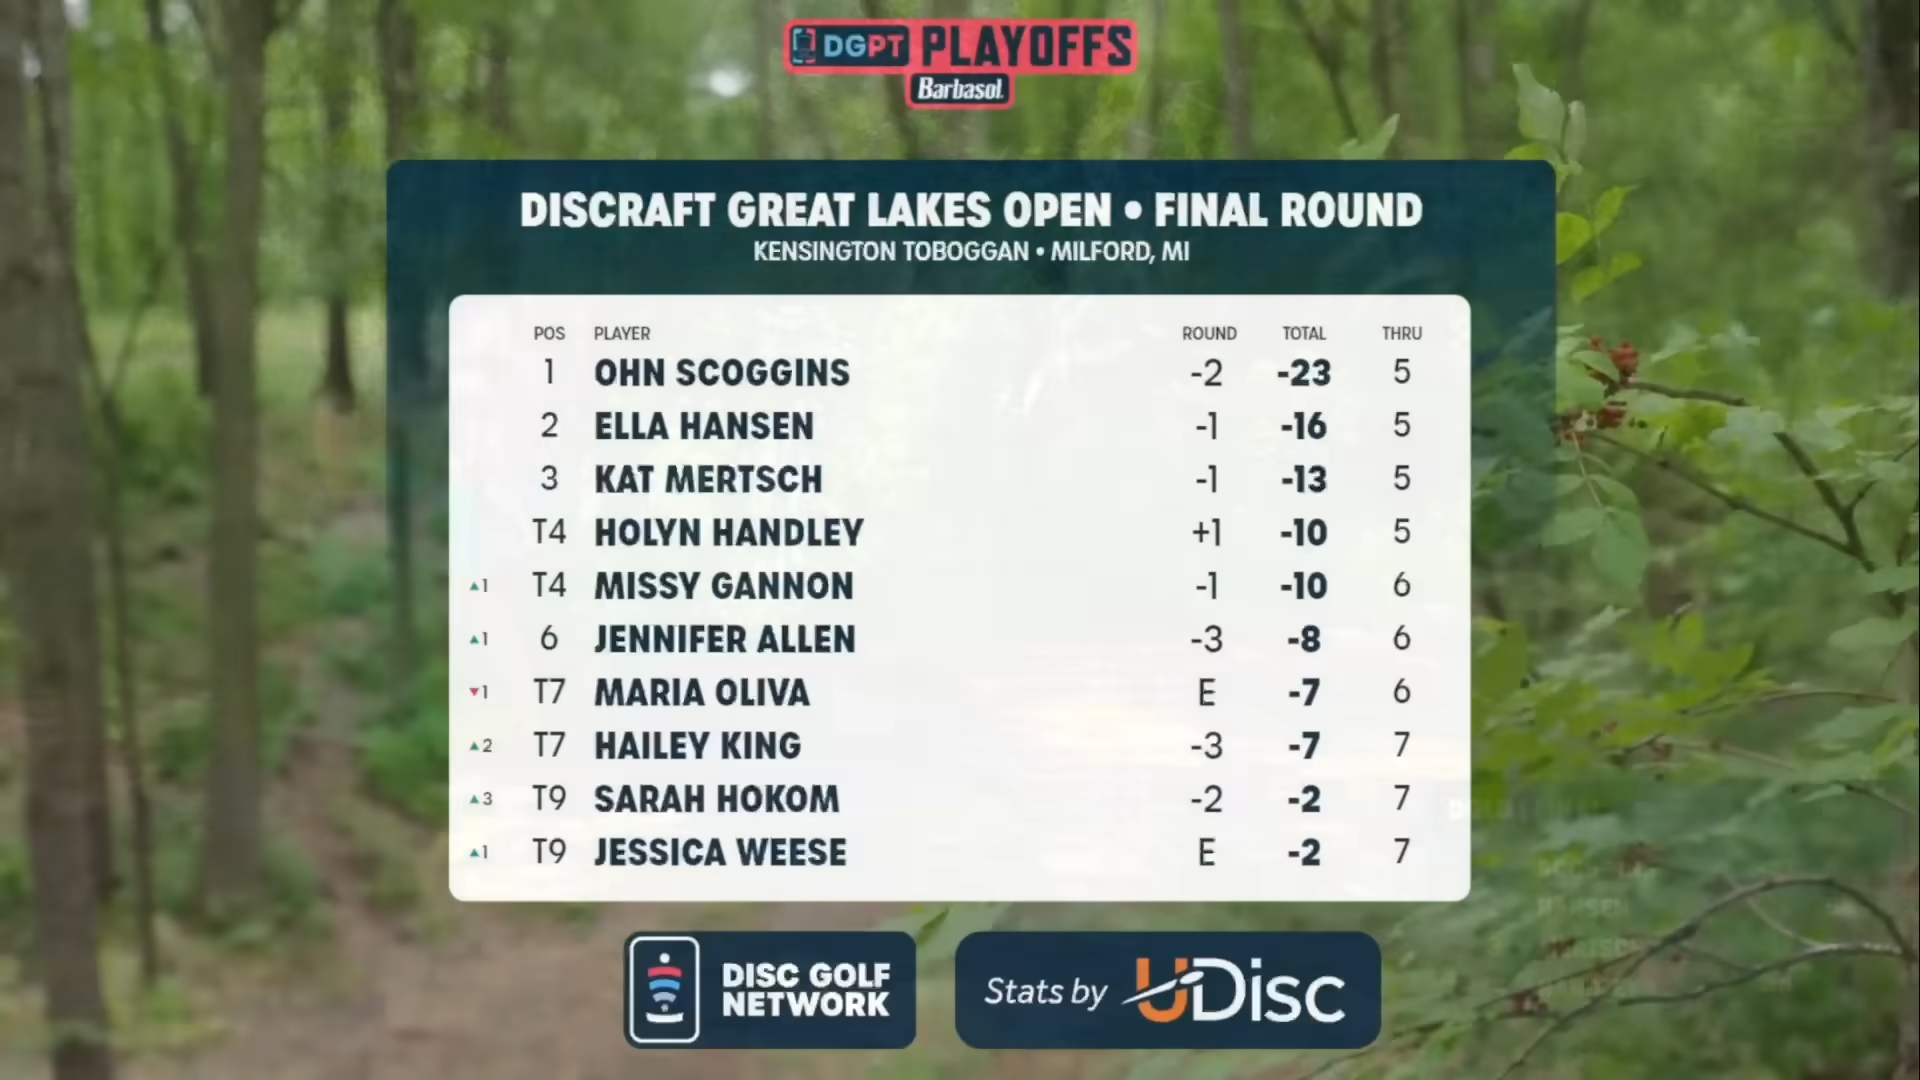 DGPT PLAYOFFS
Barbasol
DISCRAFT GREAT LAKES OPEN • FINAL ROUND
KENSINGTON TOBOGGAN • MILFORD, MI
POS PLAYER ROUND TOTAL THRU
1 OHN SCOGGINS -2 -23 5
2 ELLA HANSEN -1 -16 5
3 KAT MERTSCH -1 -13 5
T4 HOLYN HANDLEY +1 -10 5
▲1 T4 MISSY GANNON -1 -10 6
▲1 6 JENNIFER ALLEN -3 -8 6
▼1 T7 MARIA OLIVA E -7 6
▲2 T7 HAILEY KING -3 -7 7
▲3 T9 SARAH HOKOM -2 -2 7
▲1 T9 JESSICA WEESE E -2 7
DISC GOLF
NETWORK
Stats by UDisc
HANSEN